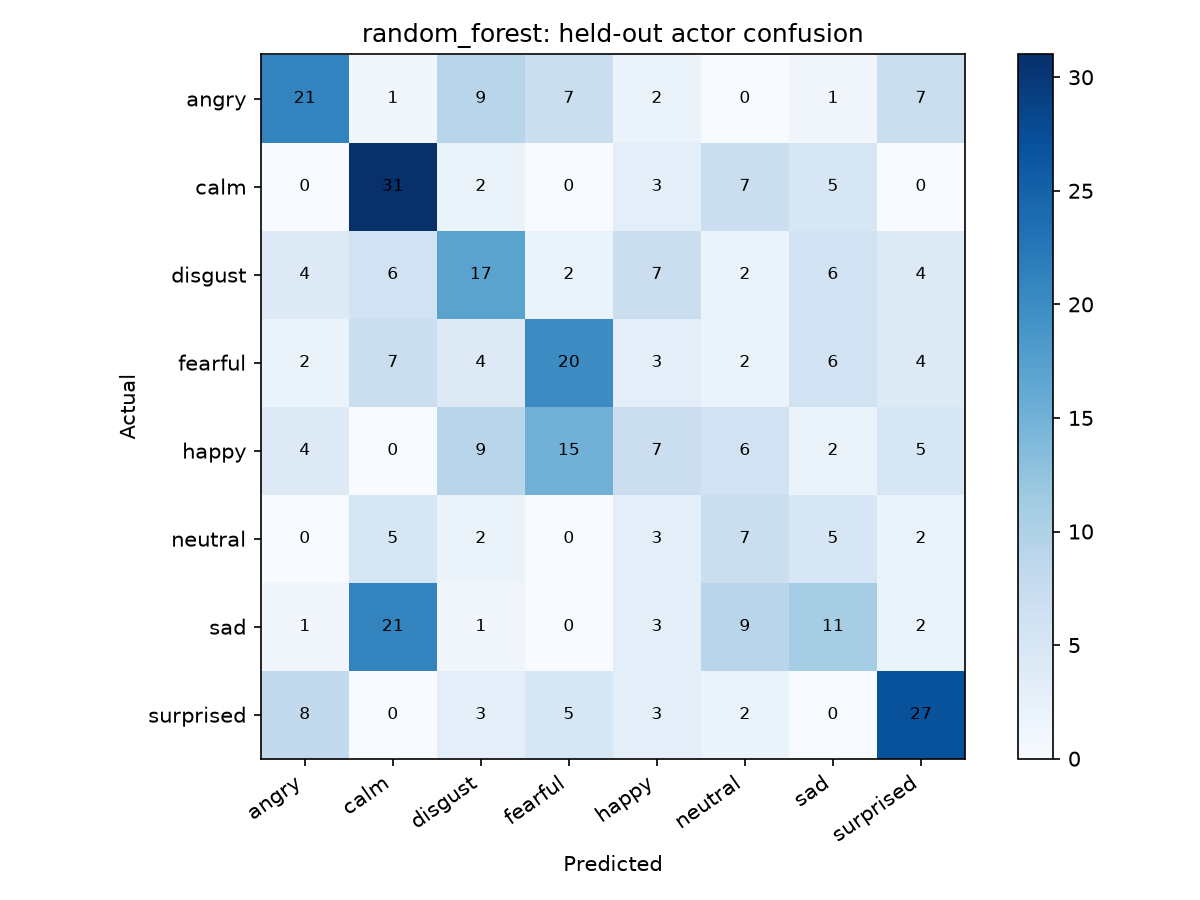 random_forest: held-out actor confusion
angry 21 1 9 7 2 0 1 7
calm 0 31 2 0 3 7 5 0
disgust 4 6 17 2 7 2 6 4
fearful 2 7 4 20 3 2 6 4
happy 4 0 9 15 7 6 2 5
neutral 0 5 2 0 3 7 5 2
sad 1 21 1 0 3 9 11 2
surprised 8 0 3 5 3 2 0 27
angry calm disgust fearful happy neutral sad surprised
Predicted
Actual
30
25
20
15
10
5
0